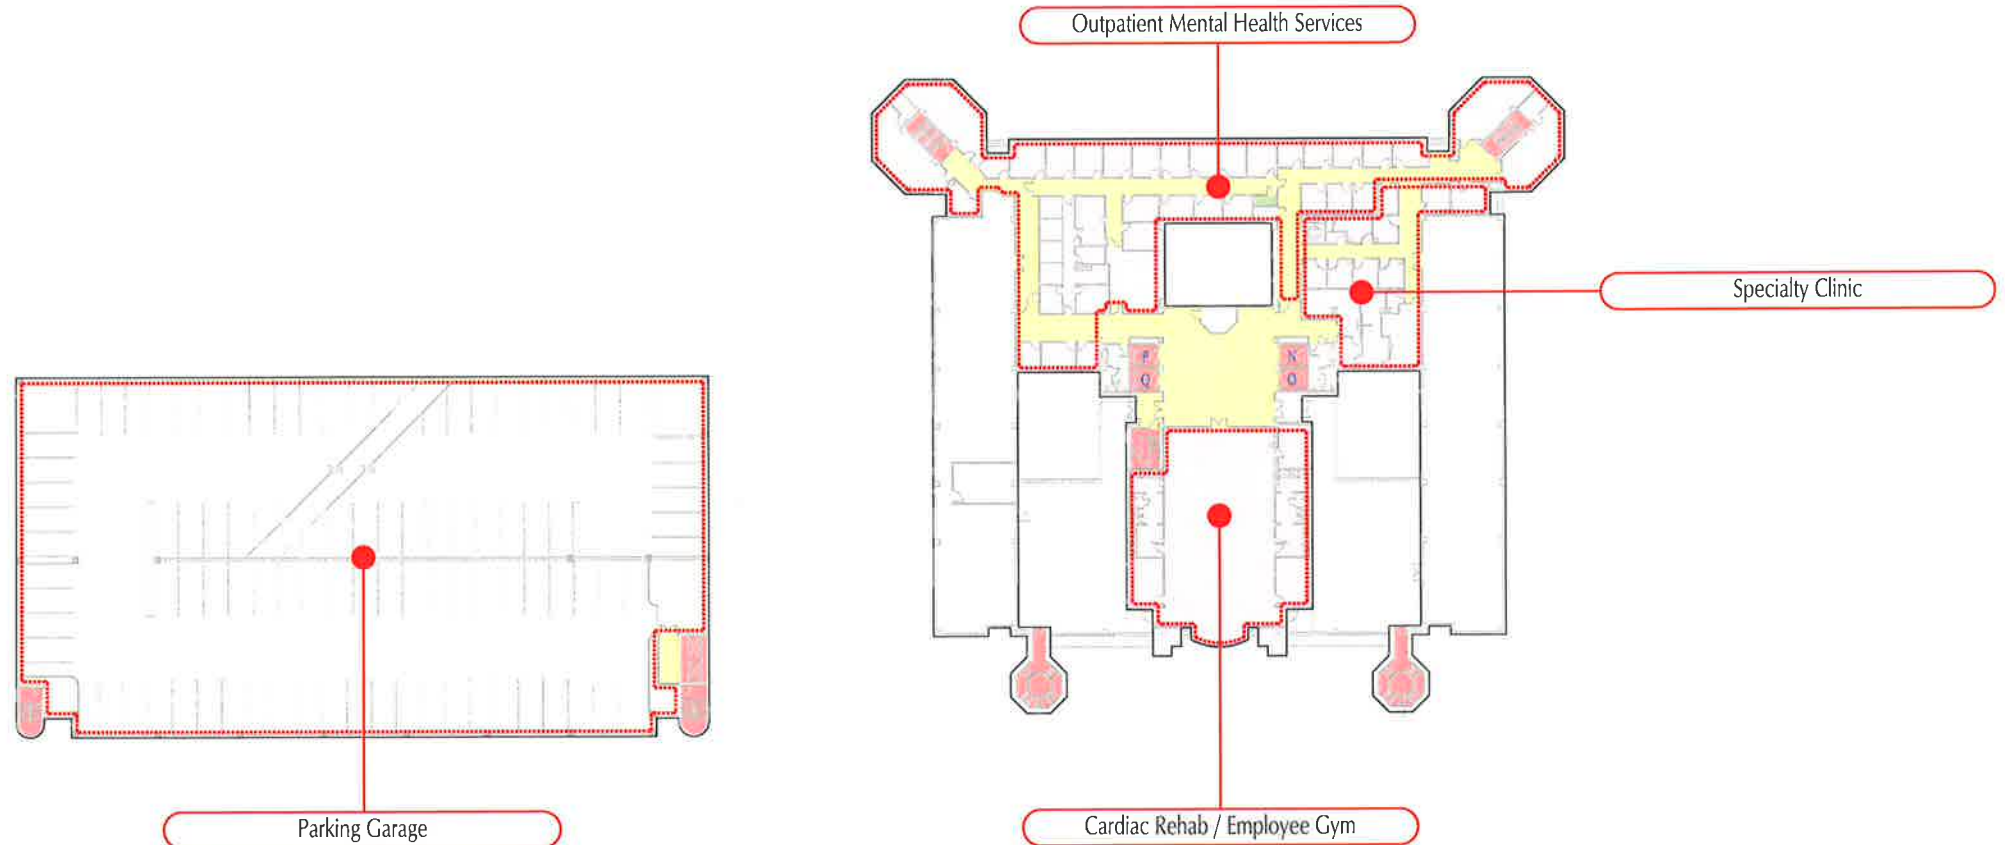 Outpatient Mental Health Services
Specialty Clinic
P
N
Q
O
Parking Garage
Cardiac Rehab / Employee Gym